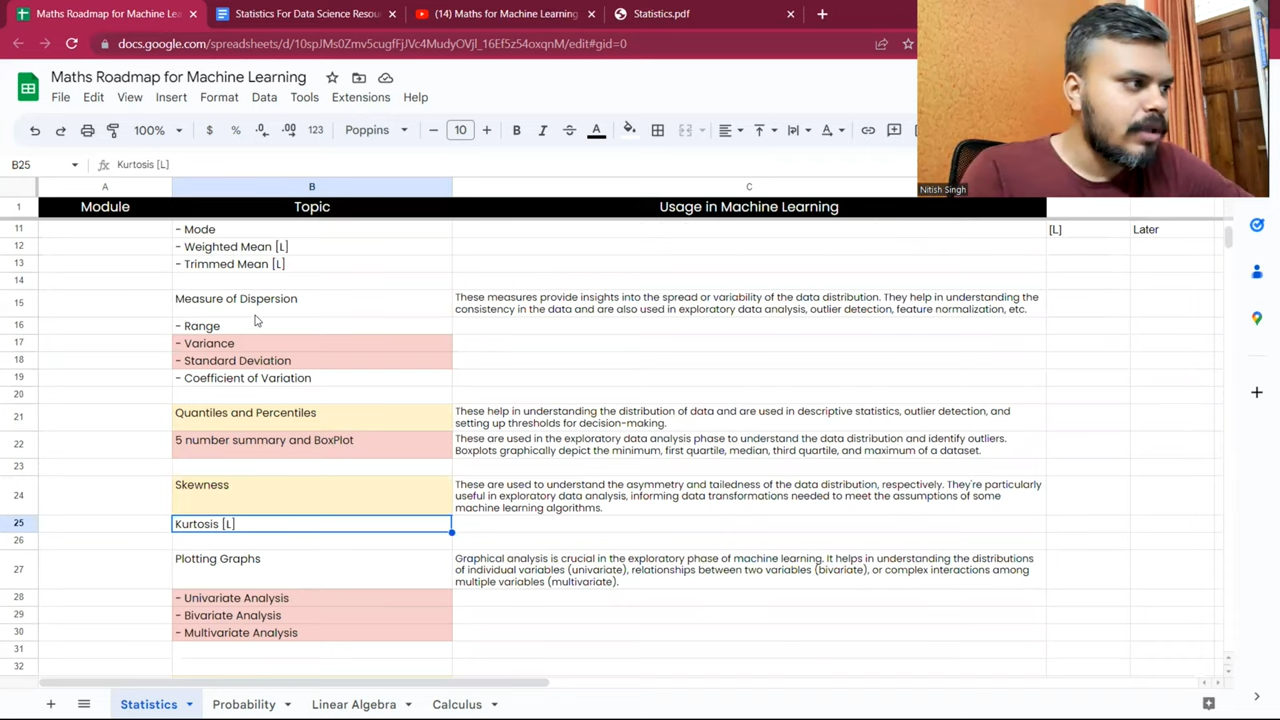 Maths Roadmap for Machine Le
Statistics For Data Science Resou
(14) Maths for Machine Learning
Statistics.pdf
docs.google.com/spreadsheets/d/10spJMs0Zmv5cugfFjJVc4MudyOVjl_16Ef5z54oxqnM/edit#gid=0
Maths Roadmap for Machine Learning
File Edit View Insert Format Data Tools Extensions Help
100% $ % .0 .00 123 Poppins 10 B I A
B25 fx Kurtosis [L]
A B C
1 Module Topic Usage in Machine Learning
11 - Mode [L] Later
12 - Weighted Mean [L]
13 - Trimmed Mean [L]
14
15 Measure of Dispersion These measures provide insights into the spread or variability of the data distribution. They help in understanding the
consistency in the data and are also used in exploratory data analysis, outlier detection, feature normalization, etc.
16 - Range
17 - Variance
18 - Standard Deviation
19 - Coefficient of Variation
20
21 Quantiles and Percentiles These help in understanding the distribution of data and are used in descriptive statistics, outlier detection, and
setting up thresholds for decision-making.
22 5 number summary and BoxPlot These are used in the exploratory data analysis phase to understand the data distribution and identify outliers.
Boxplots graphically depict the minimum, first quartile, median, third quartile, and maximum of a dataset.
23
24 Skewness These are used to understand the asymmetry and tailedness of the data distribution, respectively. They're particularly
useful in exploratory data analysis, informing data transformations needed to meet the assumptions of some
machine learning algorithms.
25 Kurtosis [L]
26
27 Plotting Graphs Graphical analysis is crucial in the exploratory phase of machine learning. It helps in understanding the distributions
of individual variables (univariate), relationships between two variables (bivariate), or complex interactions among
multiple variables (multivariate).
28 - Univariate Analysis
29 - Bivariate Analysis
30 - Multivariate Analysis
31
32
Statistics Probability Linear Algebra Calculus
Nitish Singh